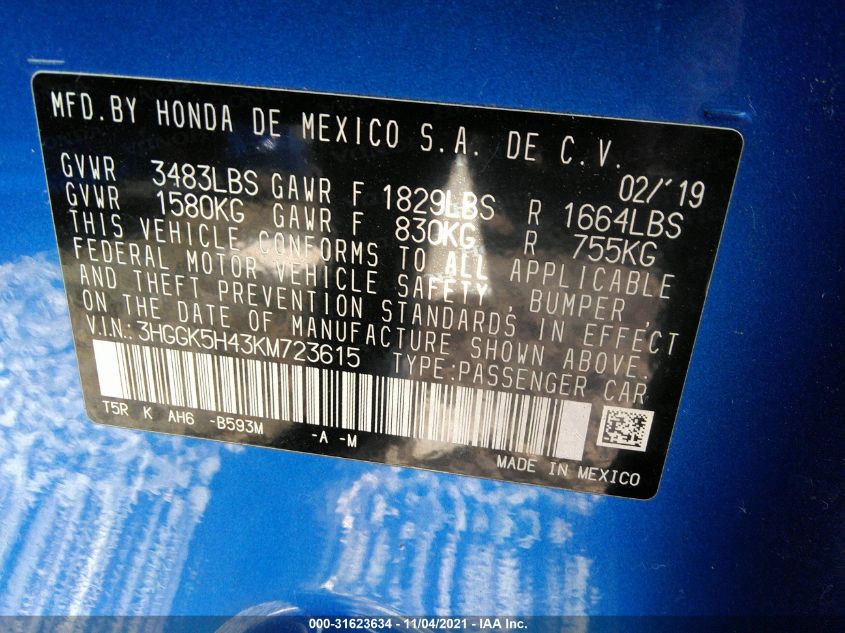 MFD.BY HONDA DE MEXICO S.A. DE C.V.
02/'19
GVWR 3483LBS GAWR F 1829LBS R 1664LBS
GVWR 1580KG GAWR F 830KG R 755KG
THIS VEHICLE CONFORMS TO ALL APPLICABLE
FEDERAL MOTOR VEHICLE SAFETY, BUMPER,
AND THEFT PREVENTION STANDARDS IN EFFECT
ON THE DATE OF MANUFACTURE SHOWN ABOVE.
V.IN.: 3HGGK5H43KM723615 TYPE:PASSENGER CAR
T5R K AH6 -B593M -A -M
MADE IN MEXICO
000-31623634 - 11/04/2021 - IAA Inc.